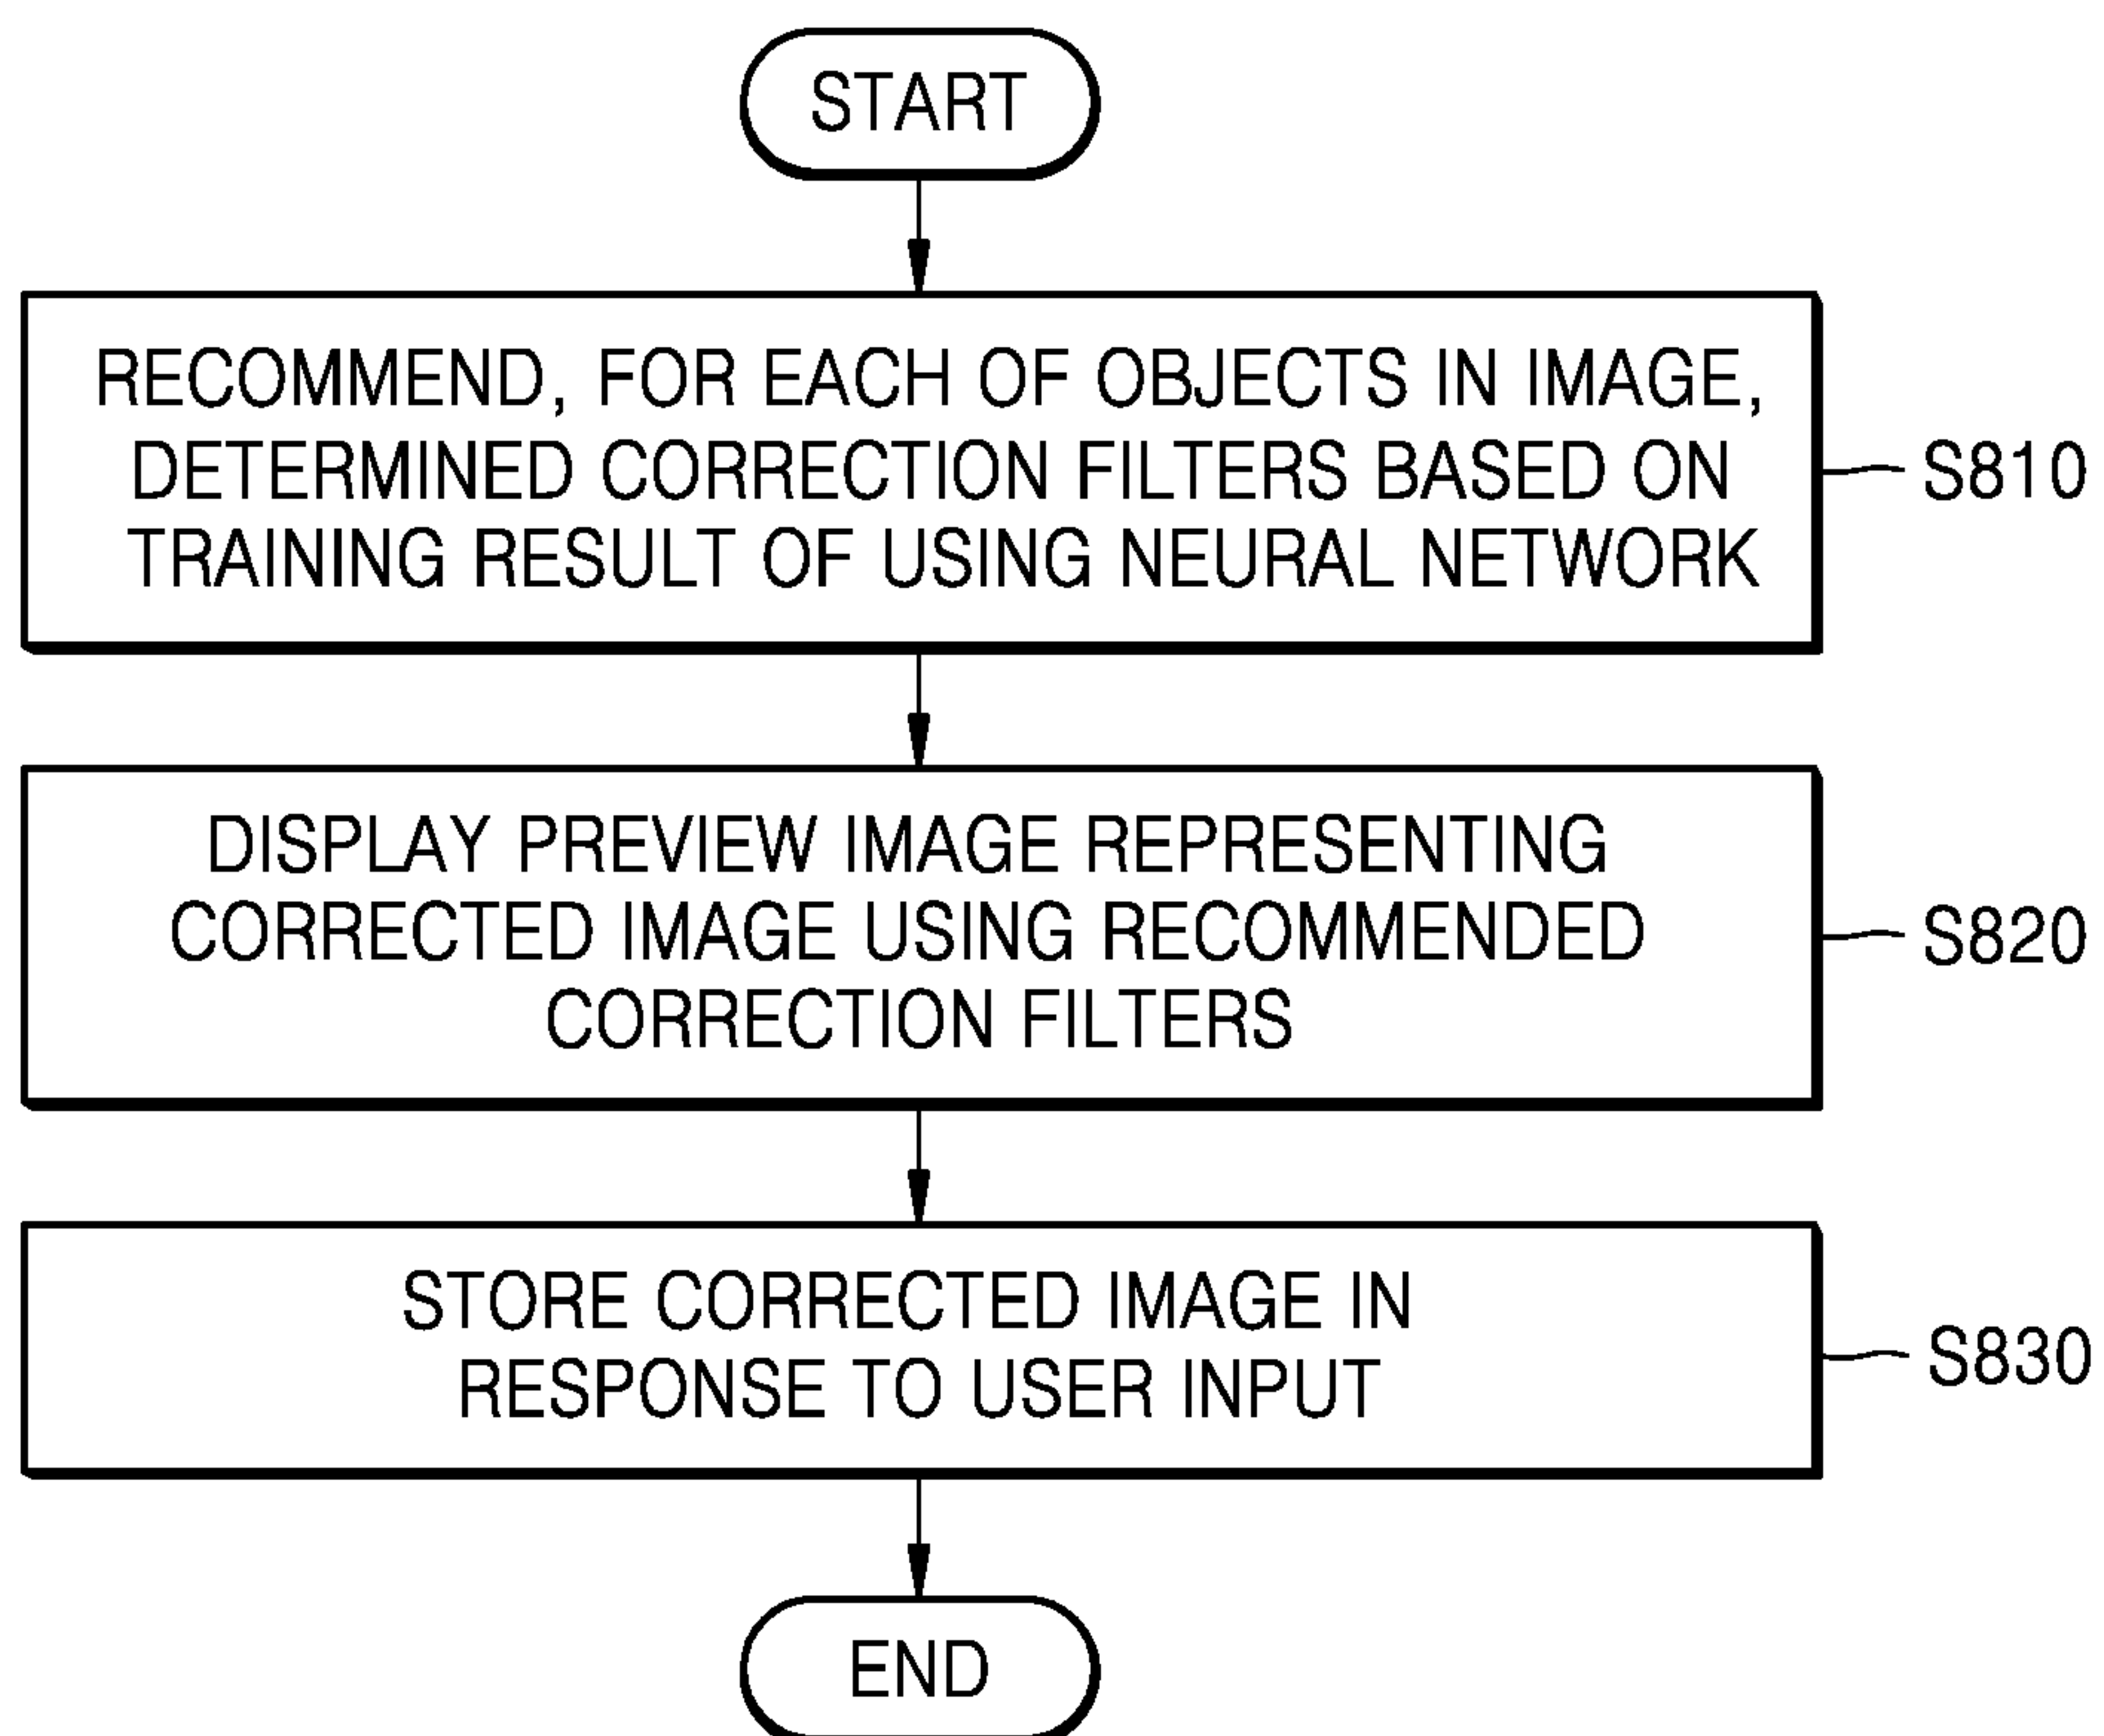 START
RECOMMEND, FOR EACH OF OBJECTS IN IMAGE,
DETERMINED CORRECTION FILTERS BASED ON
TRAINING RESULT OF USING NEURAL NETWORK
S810
DISPLAY PREVIEW IMAGE REPRESENTING
CORRECTED IMAGE USING RECOMMENDED
CORRECTION FILTERS
S820
STORE CORRECTED IMAGE IN
RESPONSE TO USER INPUT
S830
END